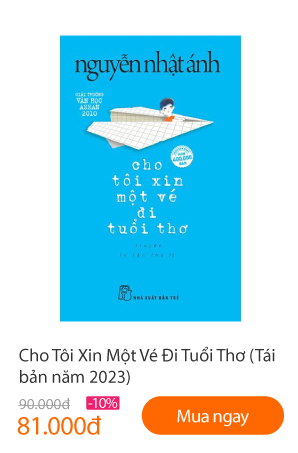 nguyễn nhật ánh
GIẢI THƯỞNG
VĂN HỌC
ASEAN
2010
400.000
cho
tôi xin
một vé
đi
tuổi thơ
NHÀ XUẤT BẢN TRẺ
Cho Tôi Xin Một Vé Đi Tuổi Thơ (Tái
bản năm 2023)
90.000đ -10%
81.000đ
Mua ngay